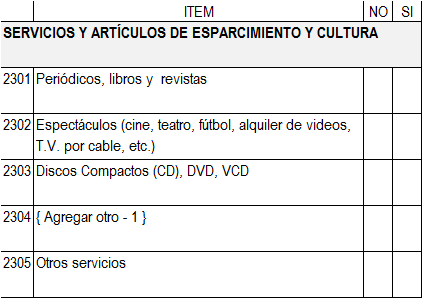 ITEM NO SI
SERVICIOS Y ARTÍCULOS DE ESPARCIMIENTO Y CULTURA
2301 Periódicos, libros y revistas
2302 Espectáculos (cine, teatro, fútbol, alquiler de videos,
T.V. por cable, etc.)
2303 Discos Compactos (CD), DVD, VCD
2304 { Agregar otro - 1 }
2305 Otros servicios